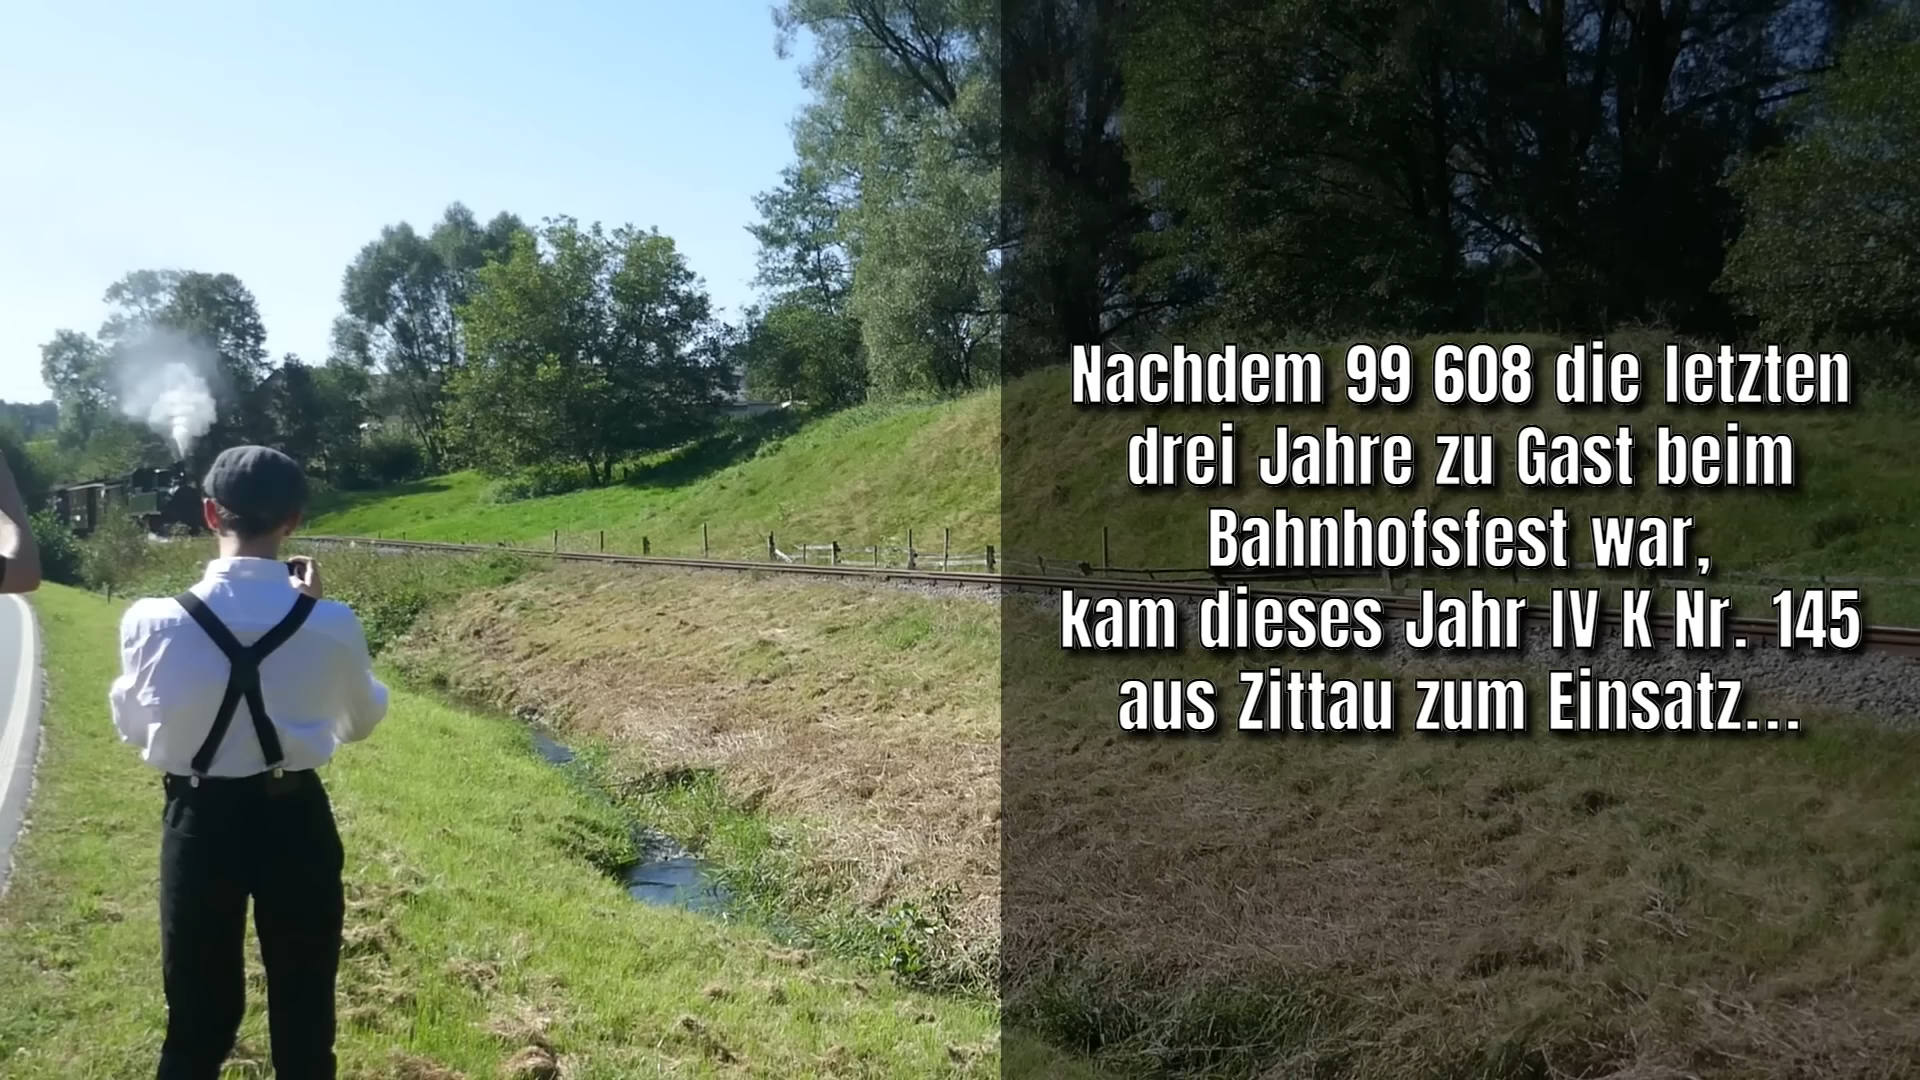 Nachdem 99 608 die letzten
drei Jahre zu Gast beim
Bahnhofsfest war,
kam dieses Jahr IV K Nr. 145
aus Zittau zum Einsatz...